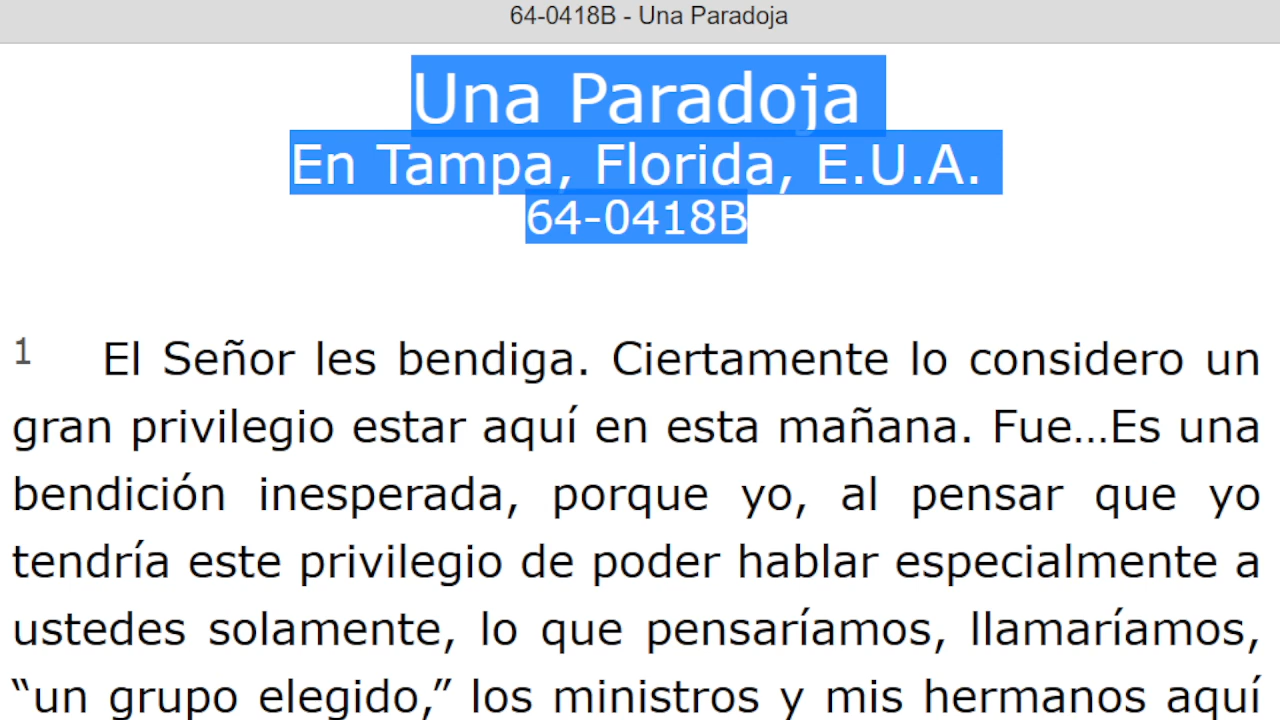 64-0418B - Una Paradoja
Una Paradoja
En Tampa, Florida, E.U.A.
64-0418B
1 El Señor les bendiga. Ciertamente lo considero un
gran privilegio estar aquí en esta mañana. Fue…Es una
bendición inesperada, porque yo, al pensar que yo
tendría este privilegio de poder hablar especialmente a
ustedes solamente, lo que pensaríamos, llamaríamos,
“un grupo elegido,” los ministros y mis hermanos aquí